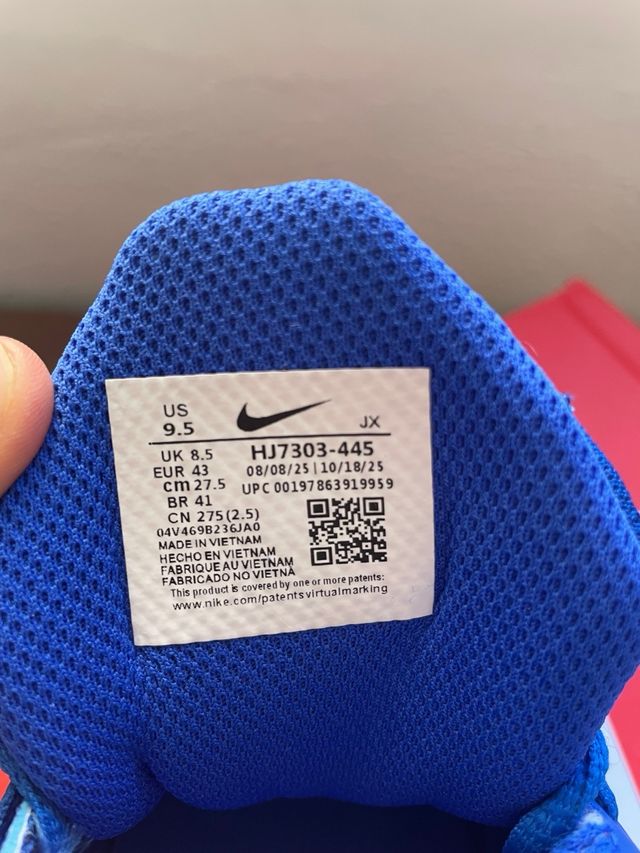 US
9.5
JX
UK 8.5
HJ7303-445
EUR 43
08/08/25 | 10/18/25
cm 27.5
UPC 00197863919959
BR 41
CN 275(2.5)
04V469B236JA0
MADE IN VIETNAM
HECHO EN VIETNAM
FABRIQUE AU VIETNAM
FABRICADO NO VIETNÃ
This product is covered by one or more patents:
www.nike.com/patentsvirtualmarking